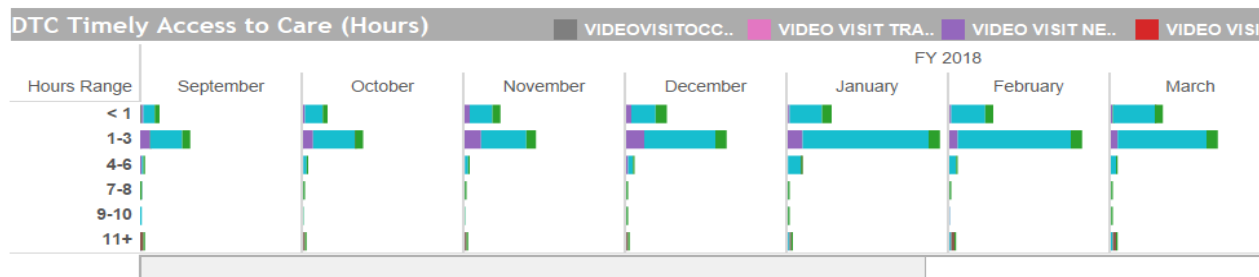 DTC Timely Access to Care (Hours) VIDEOVISITOCC.. VIDEO VISIT TRA.. VIDEO VISIT NE.. VIDEO VISI
FY 2018
Hours Range September October November December January February March
< 1
1-3
4-6
7-8
9-10
11+